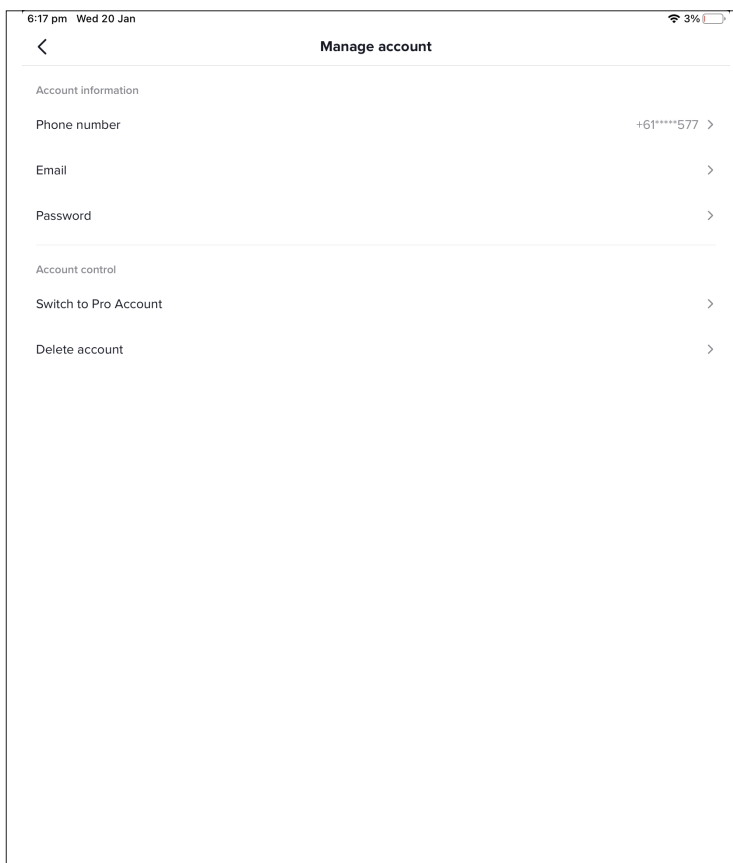 6:17 pm Wed 20 Jan 3%
Manage account
Account information
Phone number +61*****577
Email
Password
Account control
Switch to Pro Account
Delete account